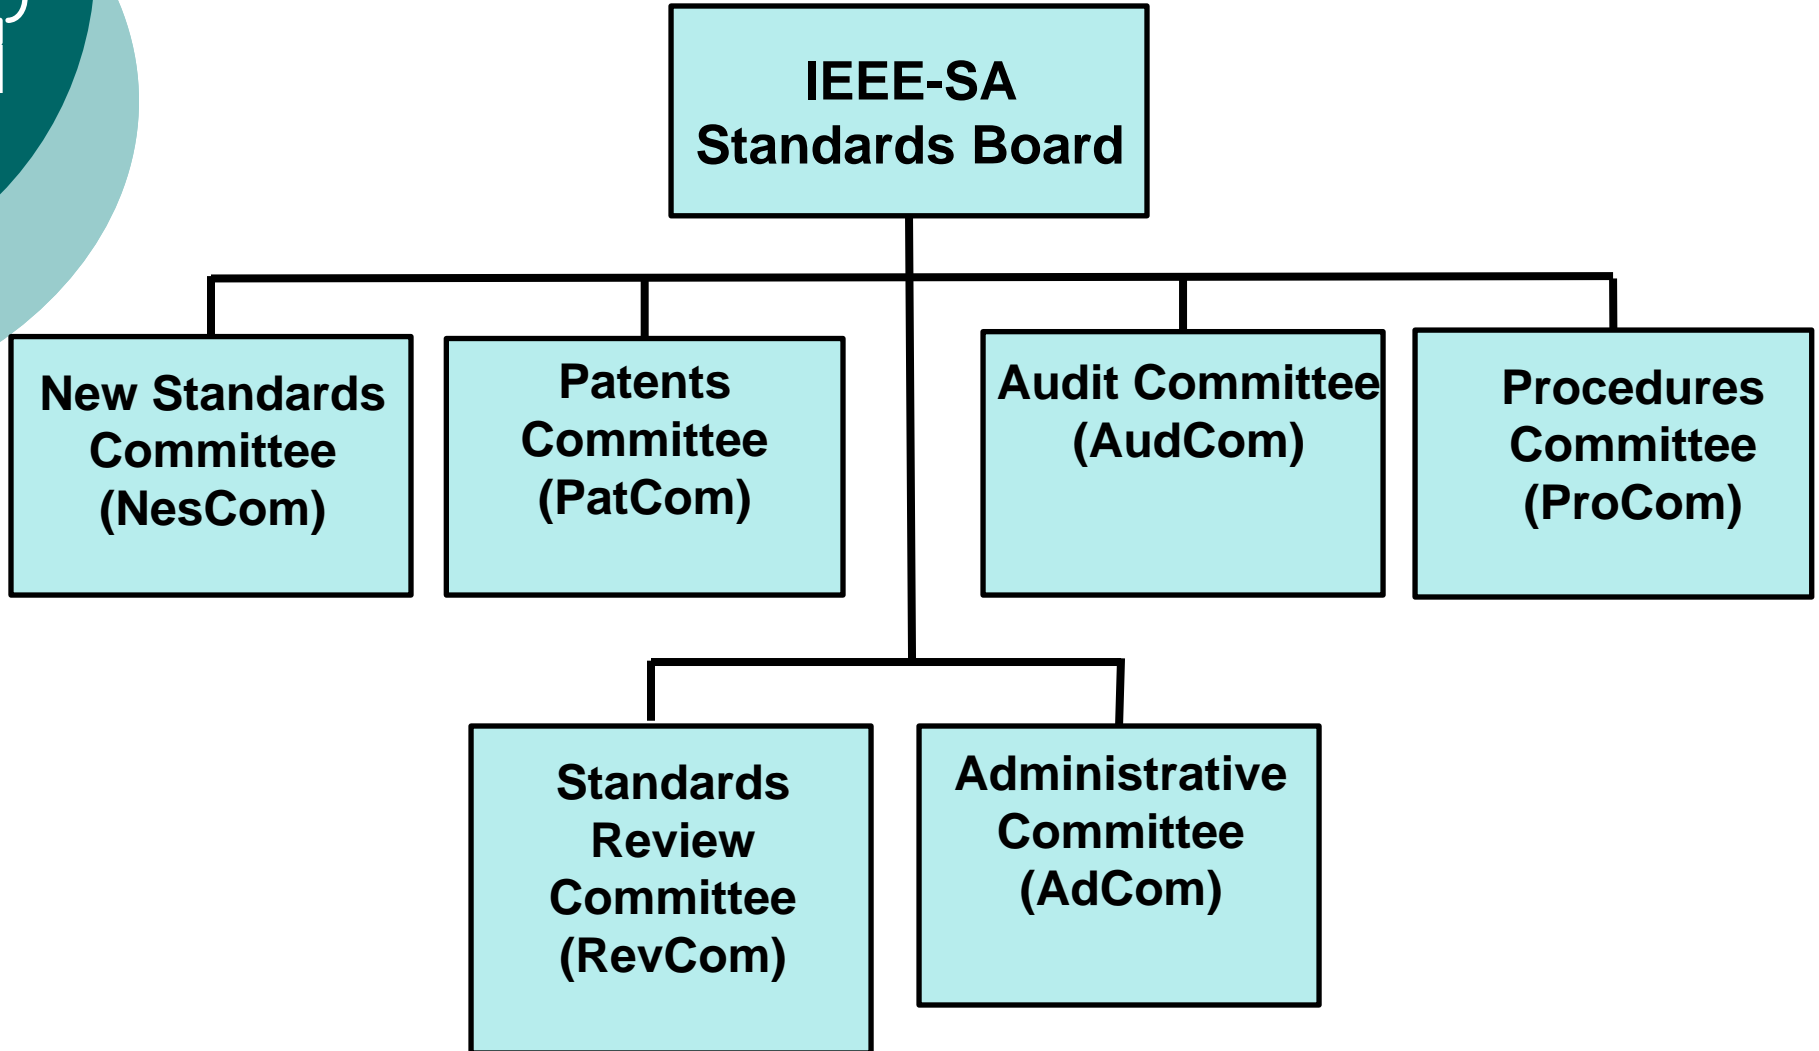 IEEE-SA
Standards Board
New Standards
Committee
(NesCom)
Patents
Committee
(PatCom)
Audit Committee
(AudCom)
Procedures
Committee
(ProCom)
Standards
Review
Committee
(RevCom)
Administrative
Committee
(AdCom)